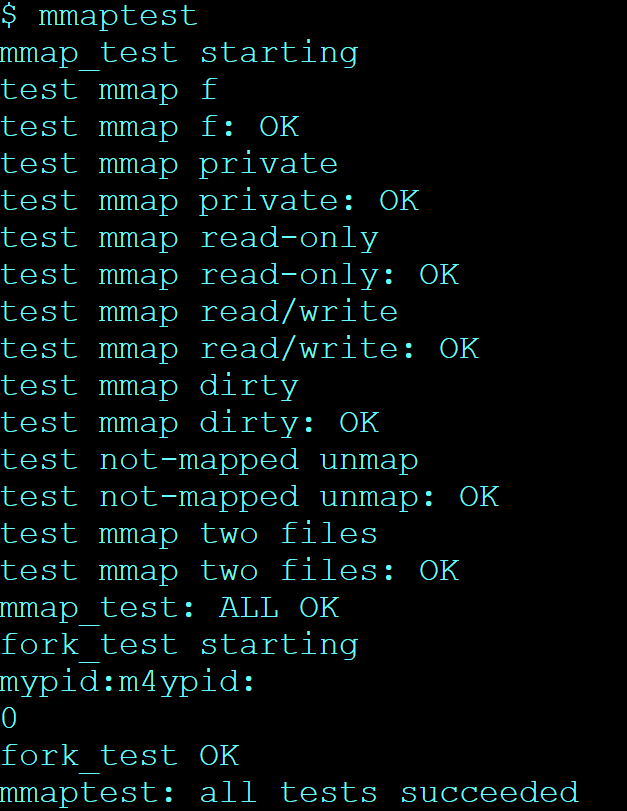 $ mmaptest
mmap_test starting
test mmap f
test mmap f: OK
test mmap private
test mmap private: OK
test mmap read-only
test mmap read-only: OK
test mmap read/write
test mmap read/write: OK
test mmap dirty
test mmap dirty: OK
test not-mapped unmap
test not-mapped unmap: OK
test mmap two files
test mmap two files: OK
mmap_test: ALL OK
fork_test starting
mypid:m4ypid:
0
fork_test OK
mmaptest: all tests succeeded